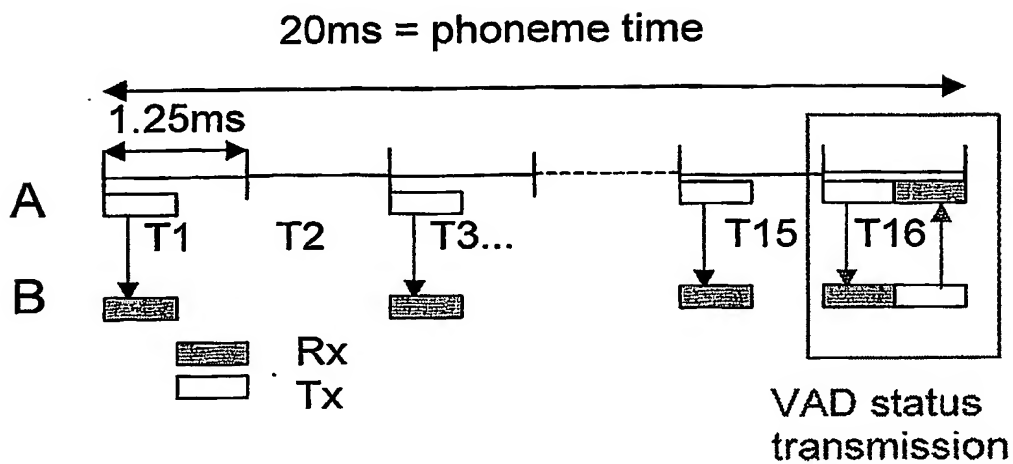 20ms = phoneme time
1.25ms
A
T1 T2 T3... T15 T16
B
Rx
Tx
VAD status
transmission